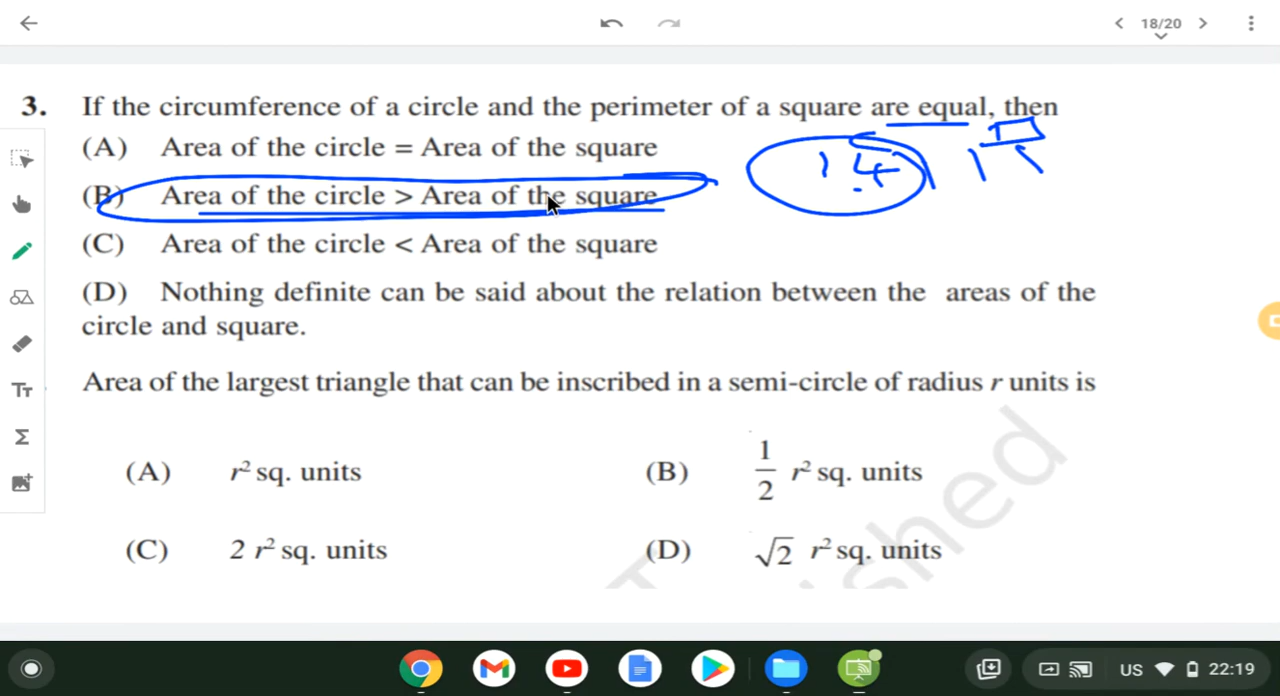 18/20
3. If the circumference of a circle and the perimeter of a square are equal, then
(A) Area of the circle = Area of the square
(B) Area of the circle > Area of the square
(C) Area of the circle < Area of the square
(D) Nothing definite can be said about the relation between the areas of the
circle and square.
Area of the largest triangle that can be inscribed in a semi-circle of radius r units is
(A) r² sq. units (B) 1/2 r² sq. units
(C) 2 r² sq. units (D) √2 r² sq. units
US 22:19